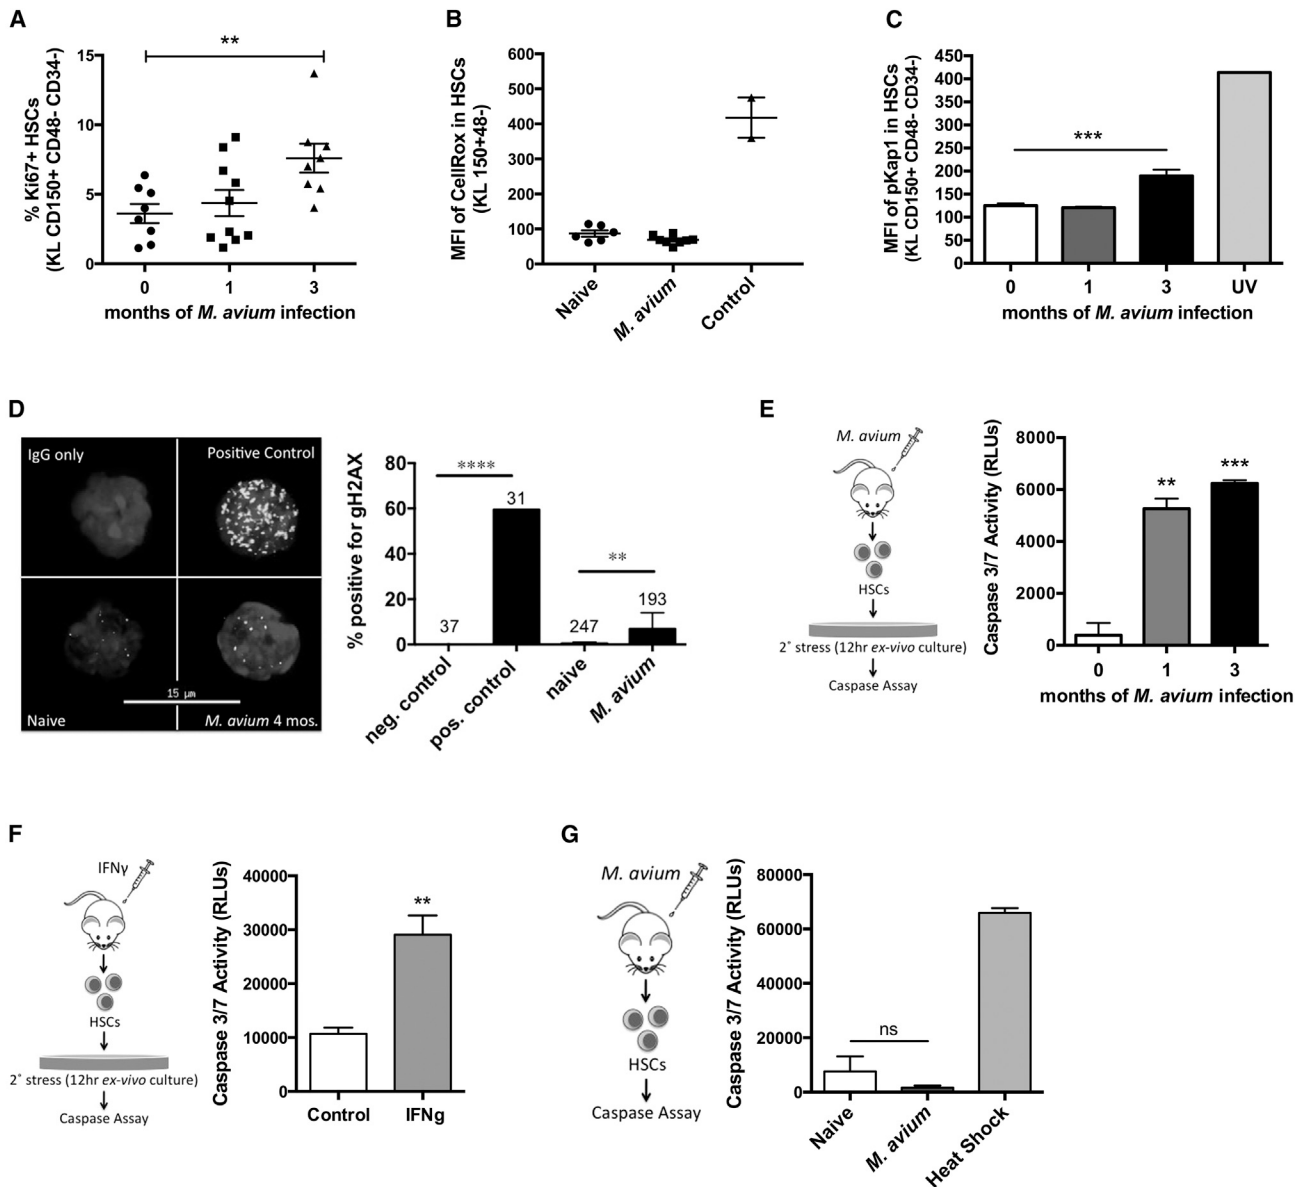 A
% Ki67+ HSCs
(KL CD150+ CD48- CD34-)
15
10
5
0
**
0 1 3
months of M. avium infection
B
MFI of CellRox in HSCs
(KL 150+48-)
600
500
400
300
200
100
0
Naive
M. avium
Control
C
MFI of pKap1 in HSCs
(KL CD150+ CD48- CD34-)
450
400
350
300
250
200
150
100
50
0
***
0 1 3 UV
months of M. avium infection
D
IgG only
Positive Control
15 µm
Naive
M. avium 4 mos.
% positive for gH2AX
80
60
40
20
0
****
31
**
37
247
193
neg. control
pos. control
naive
M. avium
E
M. avium
HSCs
2˚ stress (12hr ex-vivo culture)
Caspase Assay
Caspase 3/7 Activity (RLUs)
8000
6000
4000
2000
0
**
***
0 1 3
months of M. avium infection
F
IFNγ
HSCs
2˚ stress (12hr ex-vivo culture)
Caspase Assay
Caspase 3/7 Activity (RLUs)
40000
30000
20000
10000
0
**
Control IFNg
G
M. avium
HSCs
Caspase Assay
Caspase 3/7 Activity (RLUs)
80000
60000
40000
20000
0
ns
Naive
M. avium
Heat Shock